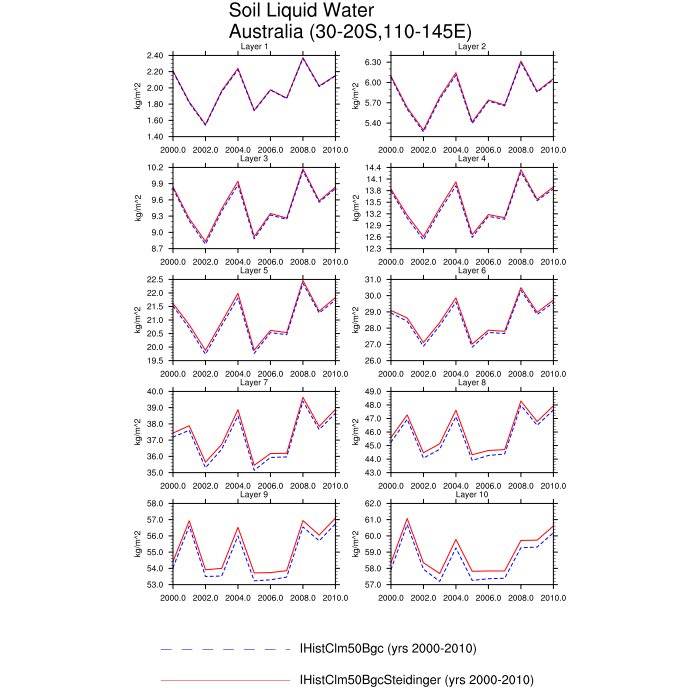 Soil Liquid Water
Australia (30-20S,110-145E)
Layer 1
Layer 2
2.40
2.20
2.00
1.80
1.60
1.40
kg/m^2
2000.0 2002.0 2004.0 2006.0 2008.0 2010.0
6.30
6.00
5.70
5.40
kg/m^2
2000.0 2002.0 2004.0 2006.0 2008.0 2010.0
Layer 3
Layer 4
10.2
9.9
9.6
9.3
9.0
8.7
kg/m^2
2000.0 2002.0 2004.0 2006.0 2008.0 2010.0
14.4
14.1
13.8
13.5
13.2
12.9
12.6
12.3
kg/m^2
2000.0 2002.0 2004.0 2006.0 2008.0 2010.0
Layer 5
Layer 6
22.5
22.0
21.5
21.0
20.5
20.0
19.5
kg/m^2
2000.0 2002.0 2004.0 2006.0 2008.0 2010.0
31.0
30.0
29.0
28.0
27.0
26.0
kg/m^2
2000.0 2002.0 2004.0 2006.0 2008.0 2010.0
Layer 7
Layer 8
40.0
39.0
38.0
37.0
36.0
35.0
kg/m^2
2000.0 2002.0 2004.0 2006.0 2008.0 2010.0
49.0
48.0
47.0
46.0
45.0
44.0
43.0
kg/m^2
2000.0 2002.0 2004.0 2006.0 2008.0 2010.0
Layer 9
Layer 10
58.0
57.0
56.0
55.0
54.0
53.0
kg/m^2
2000.0 2002.0 2004.0 2006.0 2008.0 2010.0
62.0
61.0
60.0
59.0
58.0
57.0
kg/m^2
2000.0 2002.0 2004.0 2006.0 2008.0 2010.0
IHistClm50Bgc (yrs 2000-2010)
IHistClm50BgcSteidinger (yrs 2000-2010)